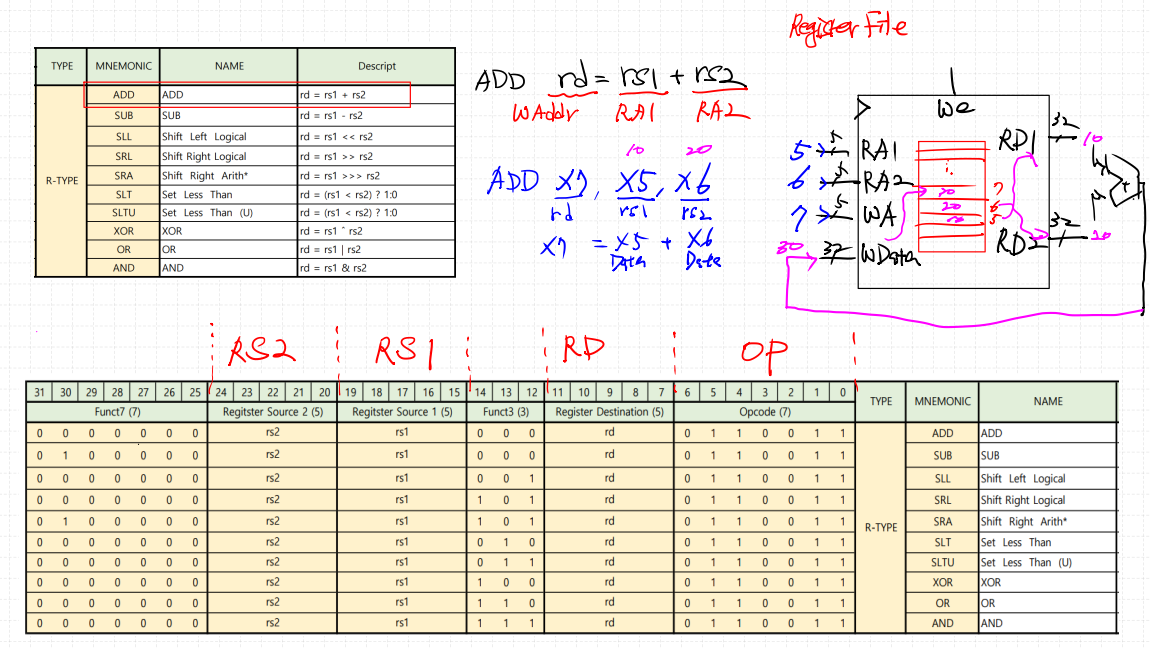 Register File
TYPE MNEMONIC NAME Descript
R-TYPE
ADD ADD rd = rs1 + rs2
SUB SUB rd = rs1 - rs2
SLL Shift Left Logical rd = rs1 << rs2
SRL Shift Right Logical rd = rs1 >> rs2
SRA Shift Right Arith* rd = rs1 >>> rs2
SLT Set Less Than rd = (rs1 < rs2) ? 1:0
SLTU Set Less Than (U) rd = (rs1 < rs2) ? 1:0
XOR XOR rd = rs1 ˆ rs2
OR OR rd = rs1 | rs2
AND AND rd = rs1 & rs2
ADD rd = rs1 + rs2
WAddr RA1 RA2
10 20
ADD X7, X5, X6
rd rs1 rs2
X7 = X5 + X6
Data Data
We
5 5 RA1 RD1 32 10
6 5 RA2
7 5 WA
30 32 WData RD2 32 20
30 7
20 6
10 5
+
RS2 RS1 RD OP
31 30 29 28 27 26 25 24 23 22 21 20 19 18 17 16 15 14 13 12 11 10 9 8 7 6 5 4 3 2 1 0 TYPE MNEMONIC NAME
Funct7 (7) Regitster Source 2 (5) Regitster Source 1 (5) Funct3 (3) Register Destination (5) Opcode (7)
0 0 0 0 0 0 0 rs2 rs1 0 0 0 rd 0 1 1 0 0 1 1 ADD ADD
0 1 0 0 0 0 0 rs2 rs1 0 0 0 rd 0 1 1 0 0 1 1 SUB SUB
0 0 0 0 0 0 0 rs2 rs1 0 0 1 rd 0 1 1 0 0 1 1 SLL Shift Left Logical
0 0 0 0 0 0 0 rs2 rs1 1 0 1 rd 0 1 1 0 0 1 1 SRL Shift Right Logical
R-TYPE
0 1 0 0 0 0 0 rs2 rs1 1 0 1 rd 0 1 1 0 0 1 1 SRA Shift Right Arith*
0 0 0 0 0 0 0 rs2 rs1 0 1 0 rd 0 1 1 0 0 1 1 SLT Set Less Than
0 0 0 0 0 0 0 rs2 rs1 0 1 1 rd 0 1 1 0 0 1 1 SLTU Set Less Than (U)
0 0 0 0 0 0 0 rs2 rs1 1 0 0 rd 0 1 1 0 0 1 1 XOR XOR
0 0 0 0 0 0 0 rs2 rs1 1 1 0 rd 0 1 1 0 0 1 1 OR OR
0 0 0 0 0 0 0 rs2 rs1 1 1 1 rd 0 1 1 0 0 1 1 AND AND